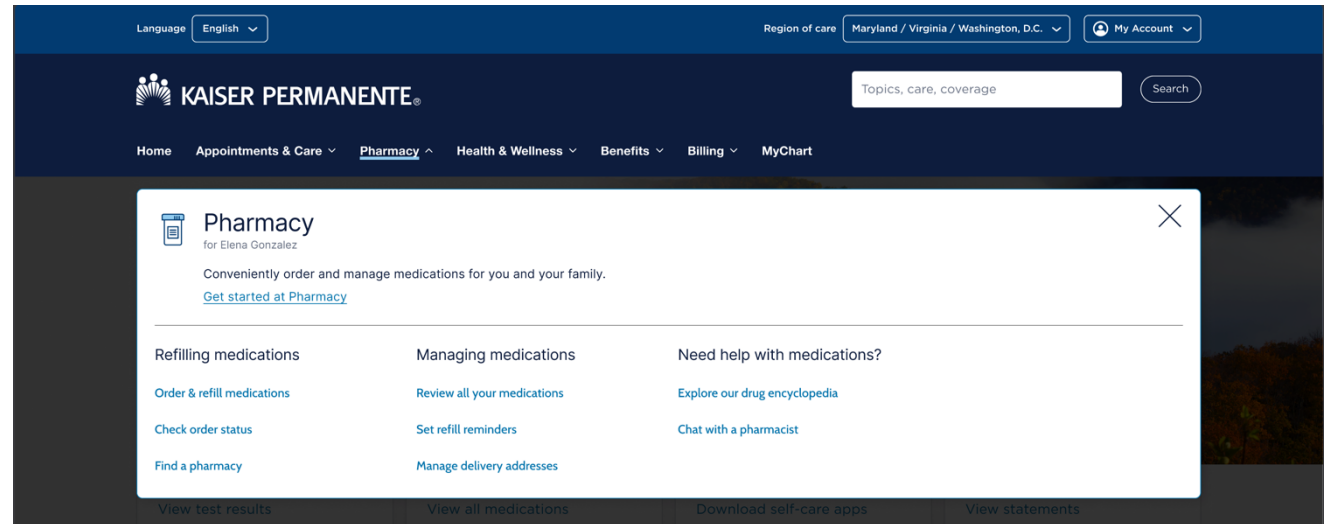 Language English
Region of care Maryland / Virginia / Washington, D.C. My Account
KAISER PERMANENTE®
Topics, care, coverage Search
Home Appointments & Care Pharmacy Health & Wellness Benefits Billing MyChart
Pharmacy
for Elena Gonzalez
Conveniently order and manage medications for you and your family.
Get started at Pharmacy
Refilling medications
Order & refill medications
Check order status
Find a pharmacy
Managing medications
Review all your medications
Set refill reminders
Manage delivery addresses
Need help with medications?
Explore our drug encyclopedia
Chat with a pharmacist
View test results
View all medications
Download self-care apps
View statements